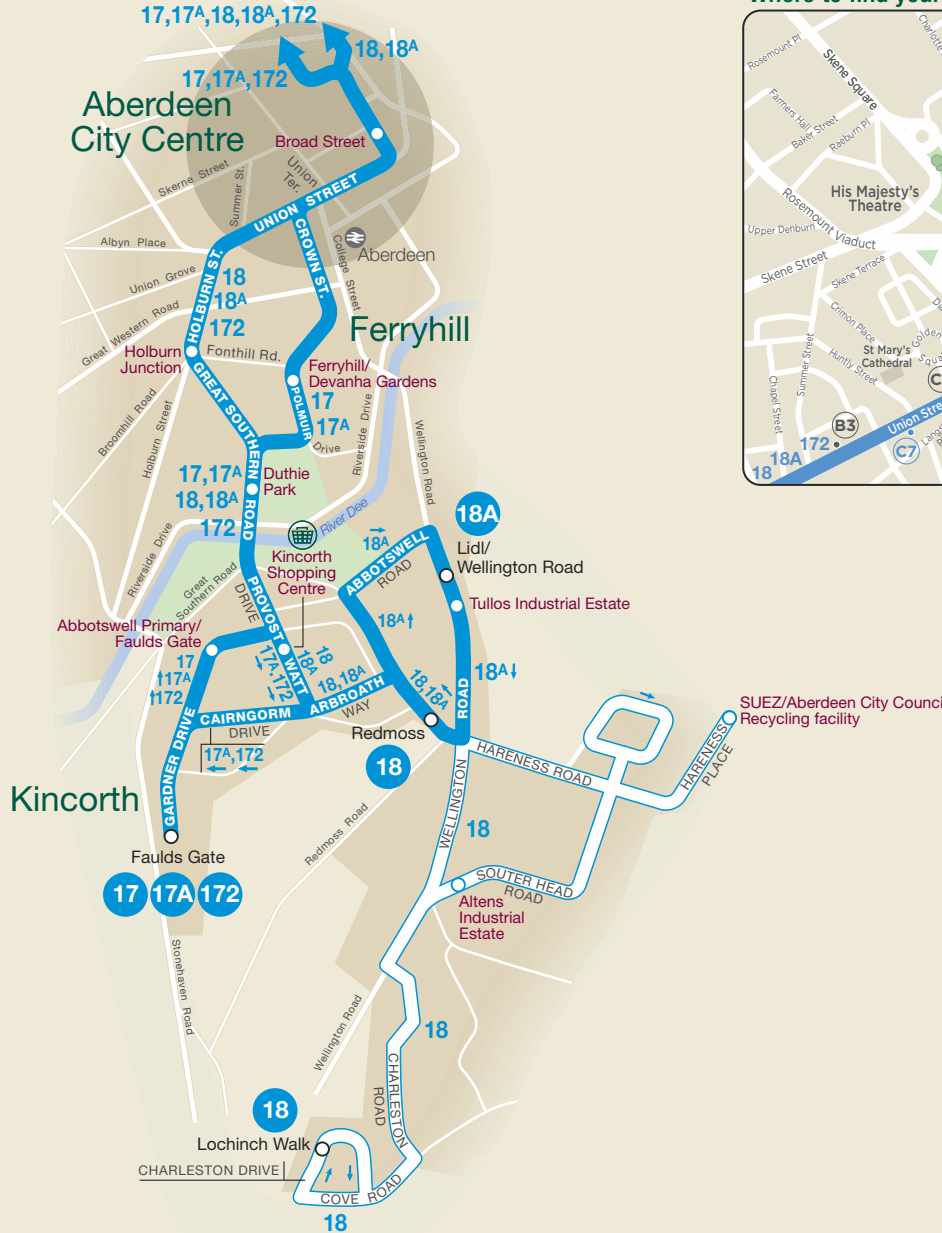 17,17A,18,18A,172
18,18A
17,17A,172
Aberdeen
City Centre
Broad Street
Skerne Street
Summer St.
Union
Ter.
UNION STREET
Albyn Place
Aberdeen
College Street
CROWN ST.
HOLBURN ST.
Union Grove
18
18A
172
Great Western Road
Ferryhill
Holburn
Junction
Fonthill Rd.
Ferryhill/
Devanha Gardens
POLMUIR
17
17A
Drive
Riverside Drive
Wellington Road
Broomhill Road
Holburn Street
GREAT SOUTHERN ROAD
17,17A
18,18A
172
Duthie
Park
River Dee
Riverside Drive
Great
Southern Road
Kincorth
Shopping
Centre
18A
ABBOTSWELL
ROAD
18A
Lidl/
Wellington Road
Tullos Industrial Estate
18A
18A
ROAD
Abbotswell Primary/
Faulds Gate
17
17A
172
PROVOST WATT
DRIVE
17A,172
18
18A
18,18A
ARBROATH
WAY
18,18A
CAIRNGORM
DRIVE
17A,172
GARDNER DRIVE
Redmoss
18
Kincorth
Faulds Gate
17
17A
172
Stonehaven Road
Redmoss Road
WELLINGTON
18
HARENESS ROAD
HARENESS
PLACE
SUEZ/Aberdeen City Counci
Recycling facility
SOUTER HEAD
ROAD
Altens
Industrial
Estate
Wellington Road
18
CHARLESTON
ROAD
18
Lochinch Walk
CHARLESTON DRIVE
COVE ROAD
18
Rosemount Pl
Skene Square
Charlotte
Farmers Hall
Baker Street
Raeburn Pl
His Majesty's
Theatre
Rosemount Viaduct
Upper Denburn
Skene Street
Skene Terrace
Crimon Place
Huntly Street
St Mary's
Cathedral
Golden
Squa
Summer Street
Chapel Street
B3
C7
Union Stre
Lang
172
18A
18